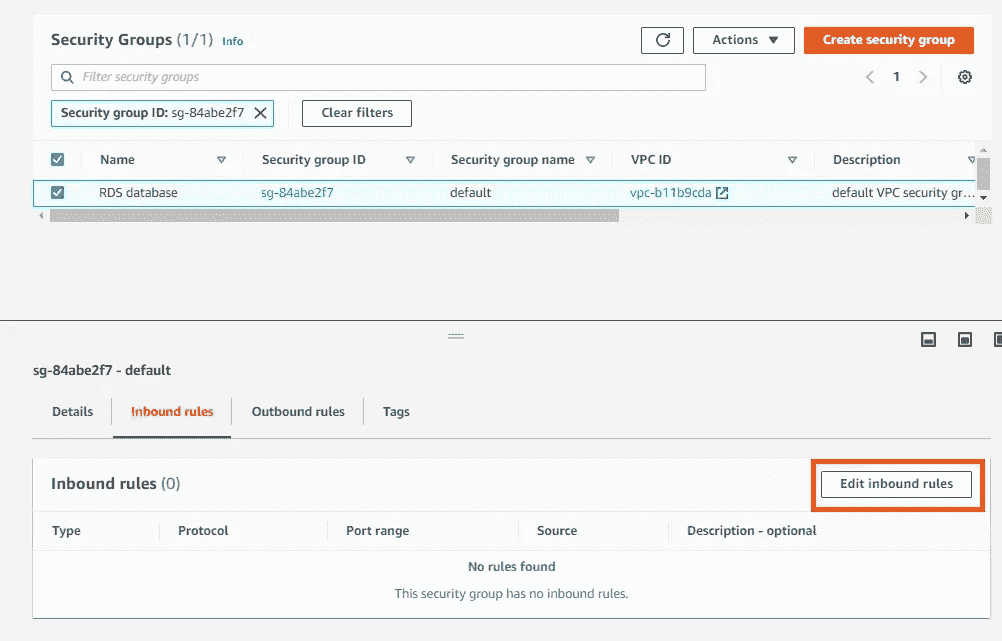 Security Groups (1/1) Info
Actions
Create security group
Filter security groups
1
Security group ID: sg-84abe2f7
Clear filters
Name Security group ID Security group name VPC ID Description
RDS database sg-84abe2f7 default vpc-b11b9cda default VPC security gr...
sg-84abe2f7 - default
Details Inbound rules Outbound rules Tags
Inbound rules (0)
Edit inbound rules
Type Protocol Port range Source Description - optional
No rules found
This security group has no inbound rules.